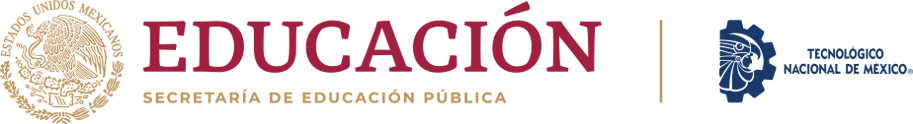 ESTADOS UNIDOS MEXICANOS
EDUCACIÓN
SECRETARÍA DE EDUCACIÓN PÚBLICA
TECNOLÓGICO
NACIONAL DE MÉXICO®